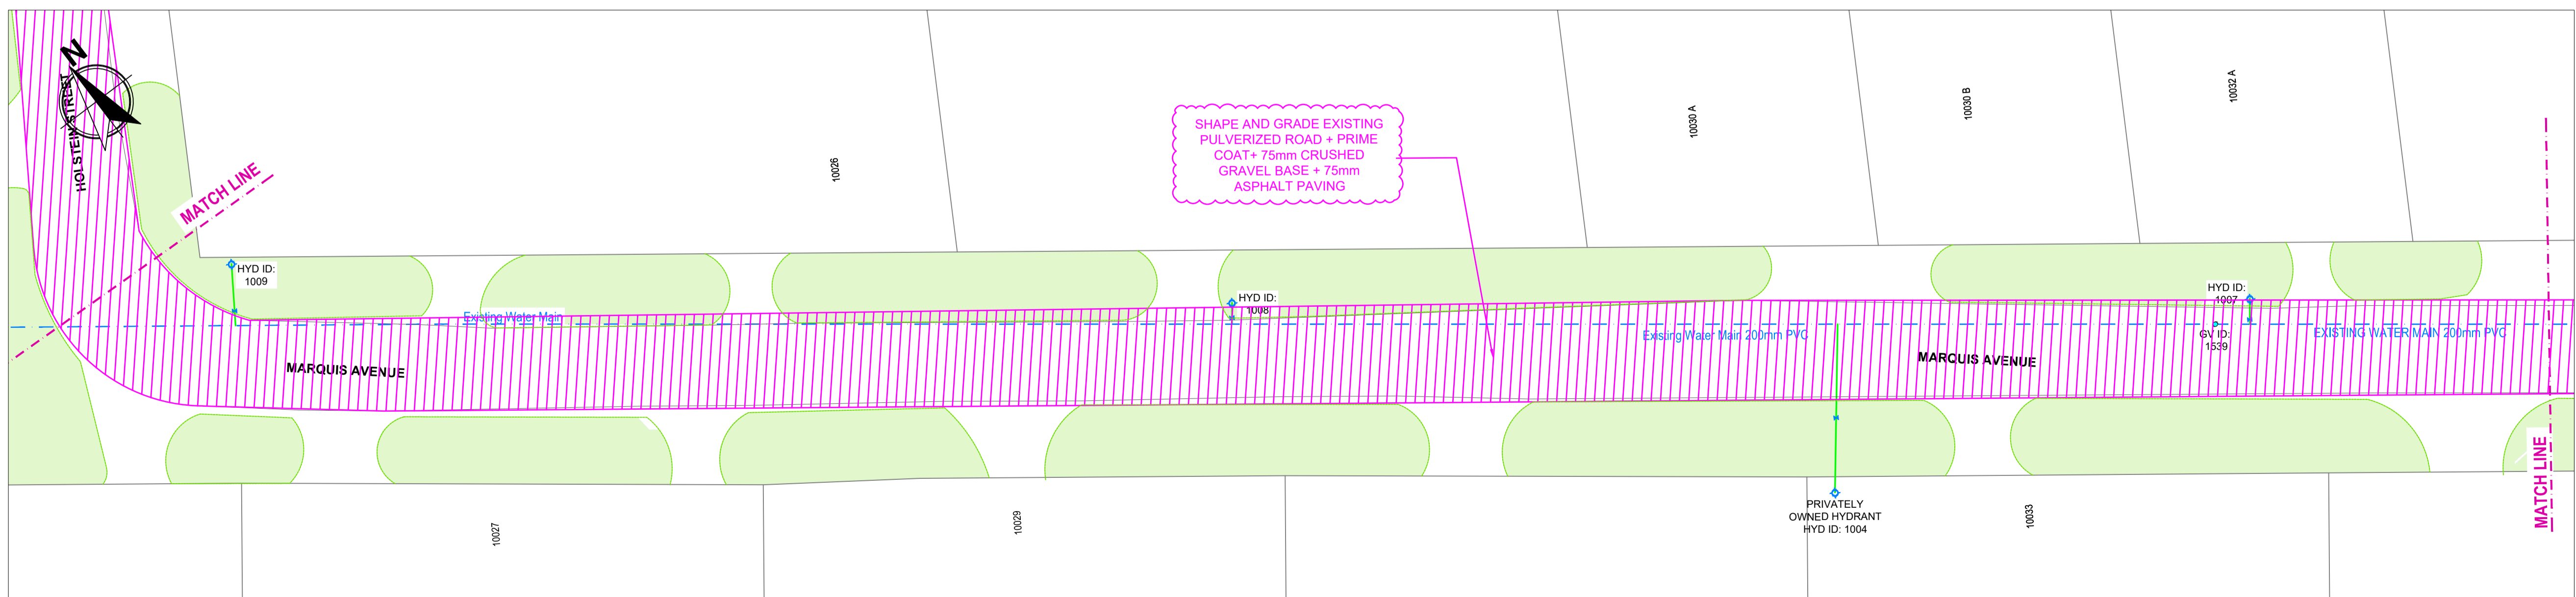 N
HOLSTEIN STREET
MATCH LINE
10026
SHAPE AND GRADE EXISTING
PULVERIZED ROAD + PRIME
COAT+ 75mm CRUSHED
GRAVEL BASE + 75mm
ASPHALT PAVING
10030 A
10030 B
10032 A
HYD ID:
1009
HYD ID:
1008
HYD ID:
1007
Existing Water Main
Existing Water Main 200mm PVC
GV ID:
1539
EXISTING WATER MAIN 200mm PVC
MARQUIS AVENUE
MARQUIS AVENUE
MATCH LINE
10027
10029
PRIVATELY
OWNED HYDRANT
HYD ID: 1004
10033